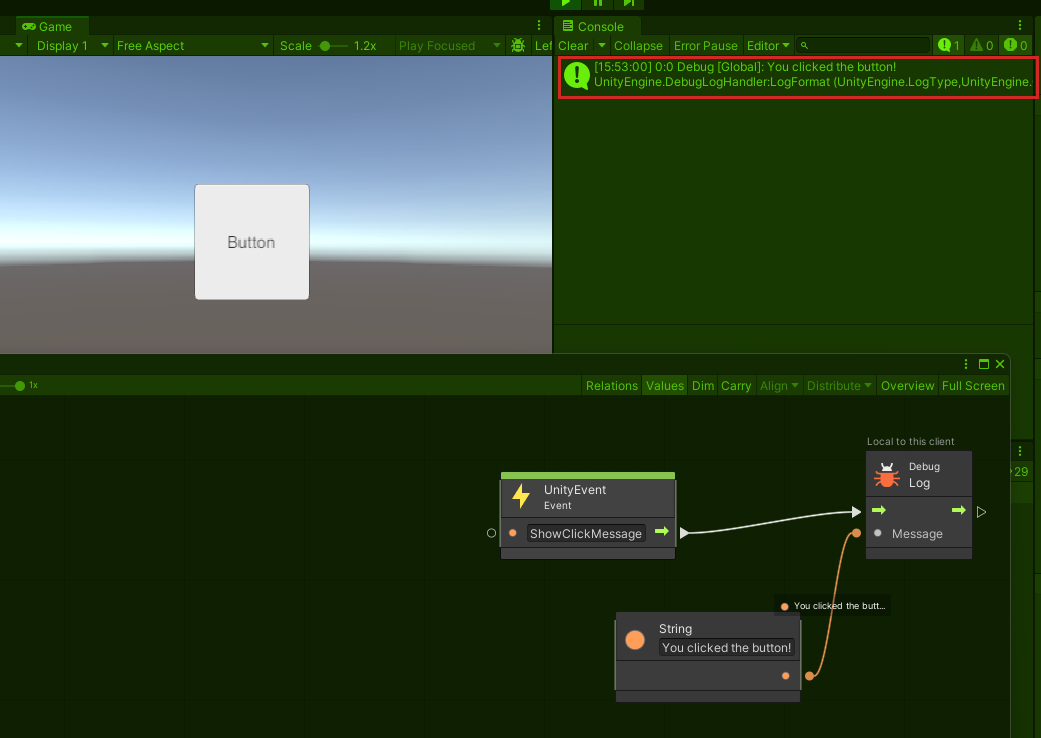 Game
Display 1 Free Aspect Scale 1.2x Play Focused
Console
Clear Collapse Error Pause Editor 1 0 0
[15:53:00] 0:0 Debug [Global]: You clicked the button!
UnityEngine.DebugLogHandler:LogFormat (UnityEngine.LogType,UnityEngine.
Button
1x Relations Values Dim Carry Align Distribute Overview Full Screen
Local to this client
Debug
Log
Message
29
UnityEvent
Event
ShowClickMessage
You clicked the butt...
String
You clicked the button!